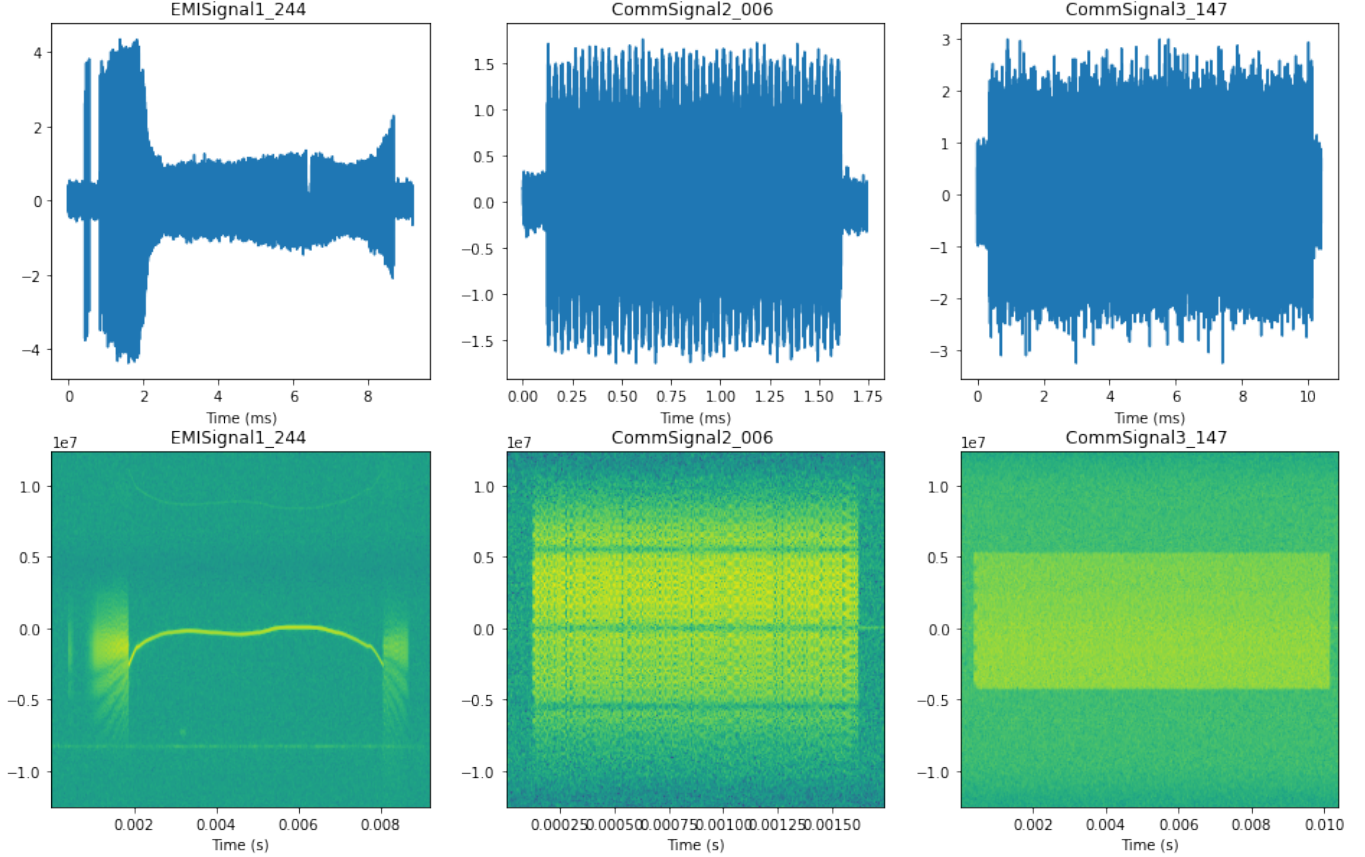 EMISignal1_244 CommSignal2_006 CommSignal3_147
4 1.5 3
2 1.0 2
0.5 1
0 0.0 0
−0.5 −1
−2 −1.0 −2
−4 −1.5 −3
0 2 4 6 8 0.00 0.25 0.50 0.75 1.00 1.25 1.50 1.75 0 2 4 6 8 10
Time (ms) Time (ms) Time (ms)
EMISignal1_244 CommSignal2_006 CommSignal3_147
1e7 1e7 1e7
1.0 1.0 1.0
0.5 0.5 0.5
0.0 0.0 0.0
−0.5 −0.5 −0.5
−1.0 −1.0 −1.0
0.002 0.004 0.006 0.008 0.00025 0.00050 0.00075 0.00100 0.00125 0.00150 0.002 0.004 0.006 0.008 0.010
Time (s) Time (s) Time (s)